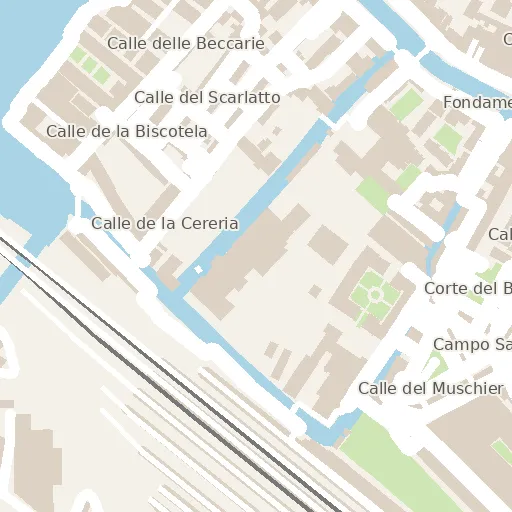 Calle delle Beccarie
C
Calle del Scarlatto
Fondame
Calle de la Biscotela
Calle de la Cereria
Cal
Corte del B
Campo Sa
Calle del Muschier